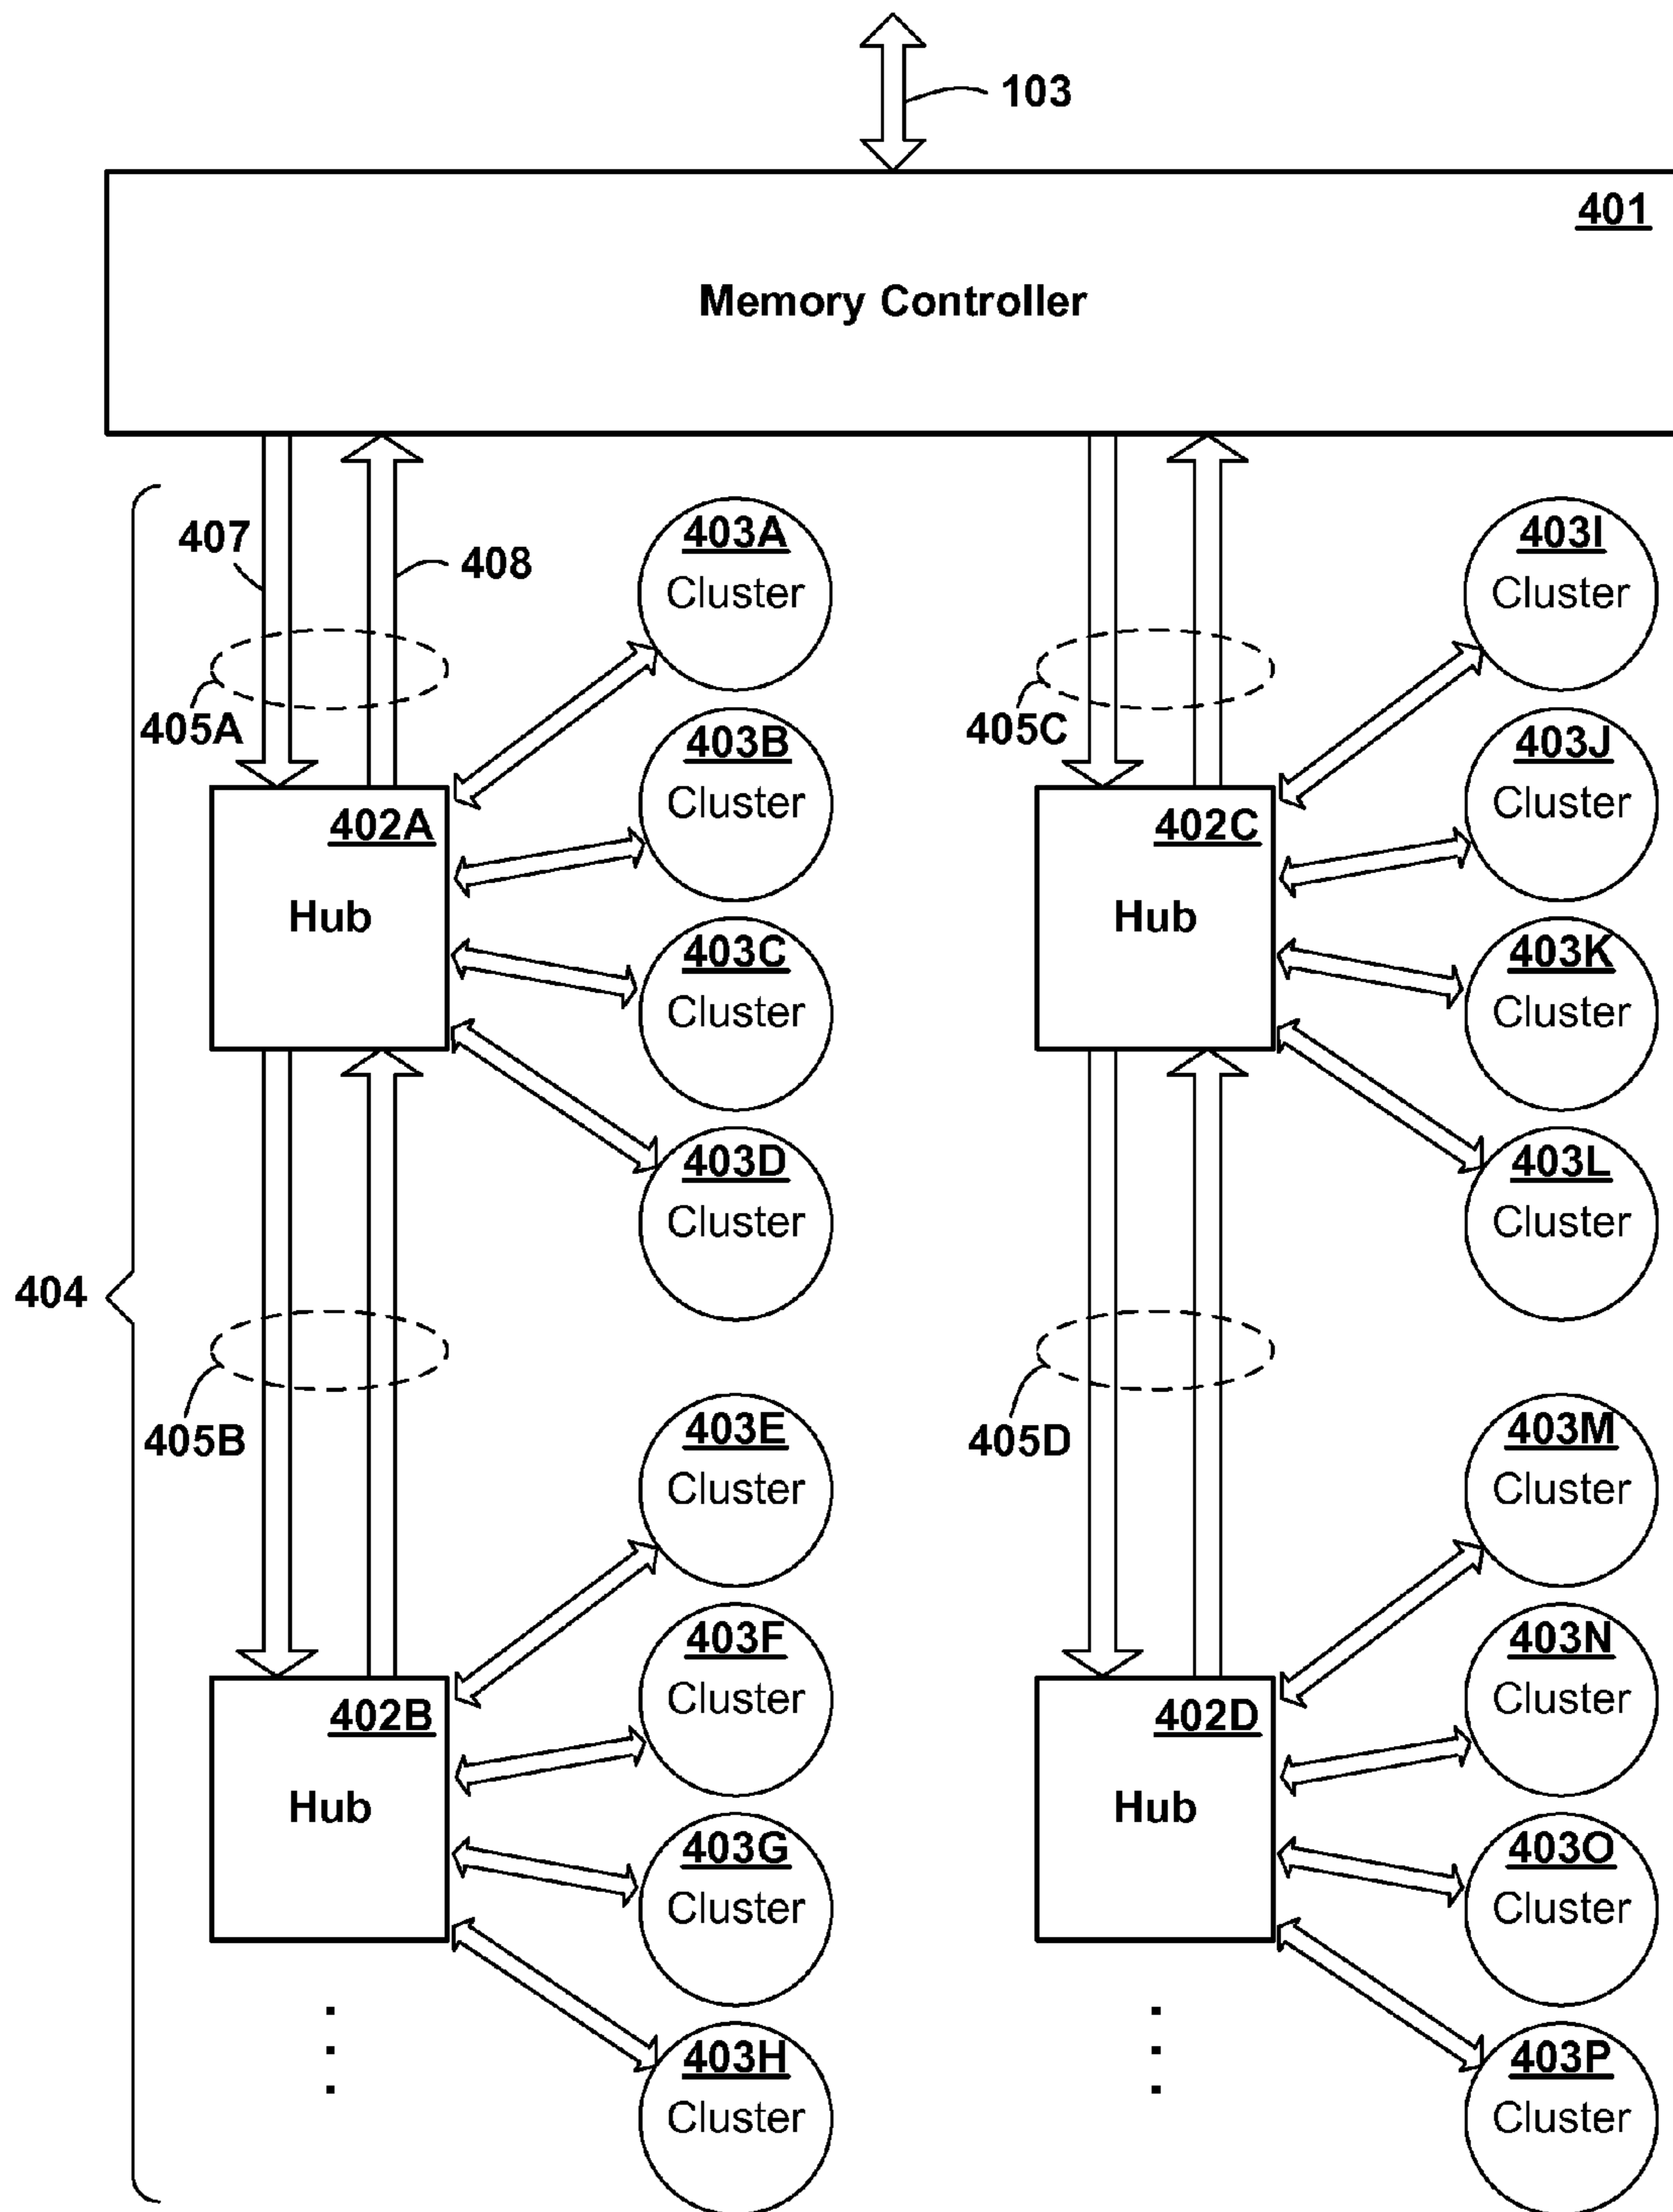 103
401
Memory Controller
407
408
405A
403A
Cluster
403B
Cluster
403C
Cluster
403D
Cluster
402A
Hub
405C
403I
Cluster
403J
Cluster
403K
Cluster
403L
Cluster
402C
Hub
404
405B
403E
Cluster
403F
Cluster
403G
Cluster
403H
Cluster
402B
Hub
405D
403M
Cluster
403N
Cluster
403O
Cluster
403P
Cluster
402D
Hub